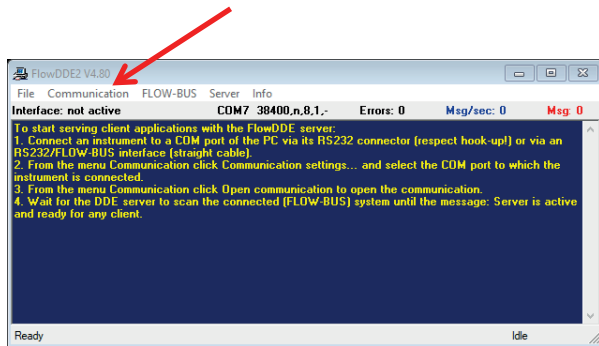 FlowDDE2 V4.80
File Communication FLOW-BUS Server Info
Interface: not active COM7 38400,n,8,1,- Errors: 0 Msg/sec: 0 Msg: 0
To start serving client applications with the FlowDDE server:
1. Connect an instrument to a COM port of the PC via its RS232 connector (respect hook-up!) or via an
RS232/FLOW-BUS interface (straight cable).
2. From the menu Communication click Communication settings... and select the COM port to which the
instrument is connected.
3. From the menu Communication click Open communication to open the communication.
4. Wait for the DDE server to scan the connected (FLOW-BUS) system until the message: Server is active
and ready for any client.
Ready Idle